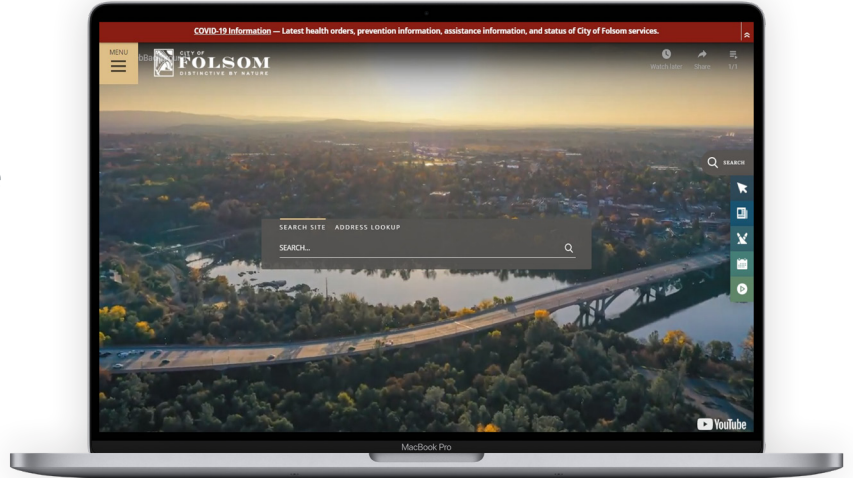 COVID-19 Information — Latest health orders, prevention information, assistance information, and status of City of Folsom services.
MENU
CITY OF
FOLSOM
DISTINCTIVE BY NATURE
Watch later
Share
1/1
SEARCH
SEARCH SITE
ADDRESS LOOKUP
SEARCH...
YouTube
MacBook Pro